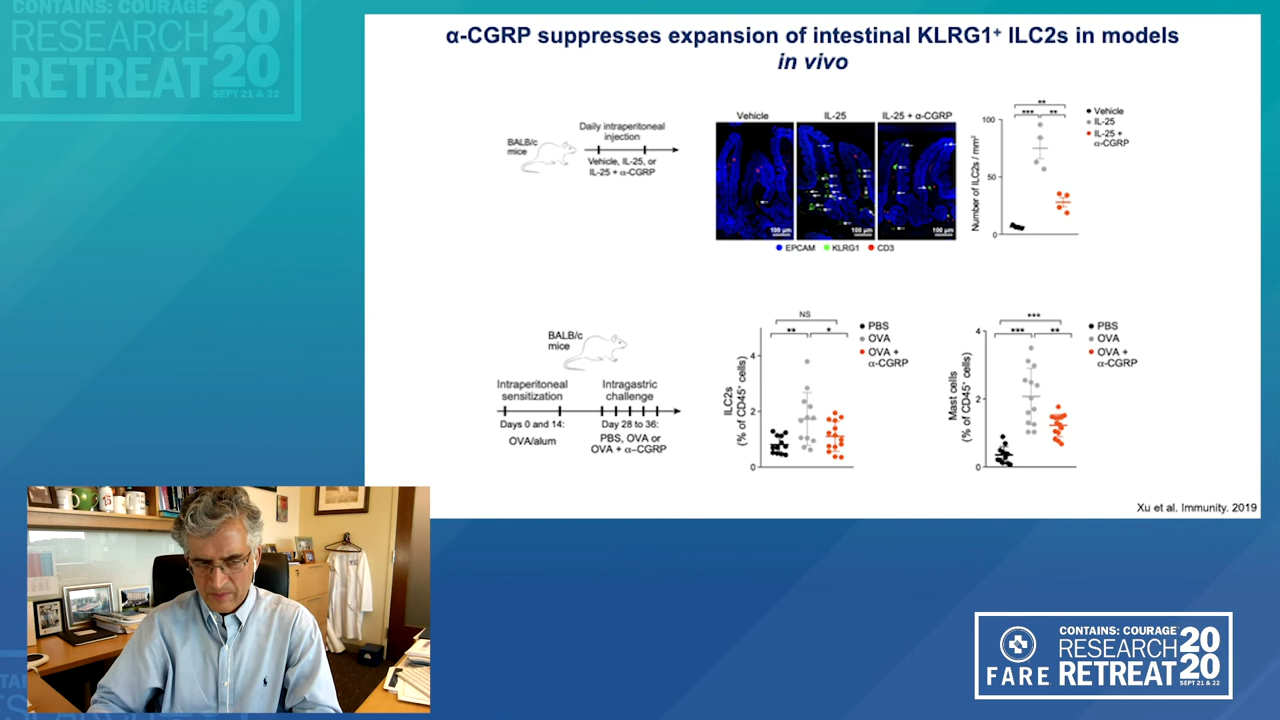 CONTAINS: COURAGE
RESEARCH
RETREAT
20
20
SEPT 21 & 22
α-CGRP suppresses expansion of intestinal KLRG1⁺ ILC2s in models
in vivo
BALB/c
mice
Daily intraperitoneal
injection
Vehicle, IL-25, or
IL-25 + α-CGRP
Vehicle
IL-25
IL-25 + α-CGRP
100 μm
100 μm
100 μm
EPCAM
KLRG1
CD3
Number of ILC2s / mm²
100
50
0
**
***
**
Vehicle
IL-25
IL-25 +
α-CGRP
BALB/c
mice
Intraperitoneal
sensitization
Intragastric
challenge
Days 0 and 14:
Day 28 to 36:
OVA/alum
PBS, OVA or
OVA + α–CGRP
ILC2s
(% of CD45⁺ cells)
4
2
0
NS
**
*
PBS
OVA
OVA +
α-CGRP
Mast cells
(% of CD45⁺ cells)
4
2
0
***
***
**
PBS
OVA
OVA +
α-CGRP
Xu et al. Immunity. 2019
15
FARE
CONTAINS: COURAGE
RESEARCH
RETREAT
20
20
SEPT 21 & 22